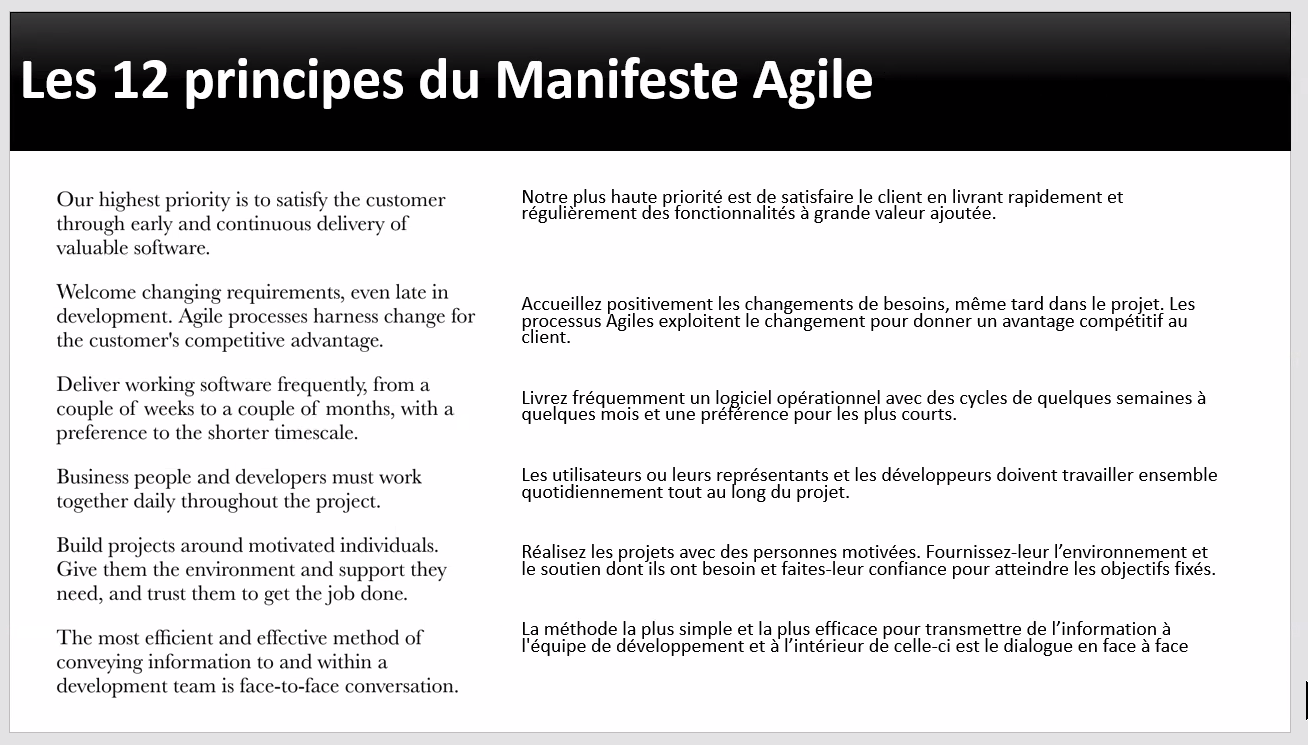 Les 12 principes du Manifeste Agile
Our highest priority is to satisfy the customer
through early and continuous delivery of
valuable software.
Welcome changing requirements, even late in
development. Agile processes harness change for
the customer's competitive advantage.
Deliver working software frequently, from a
couple of weeks to a couple of months, with a
preference to the shorter timescale.
Business people and developers must work
together daily throughout the project.
Build projects around motivated individuals.
Give them the environment and support they
need, and trust them to get the job done.
The most efficient and effective method of
conveying information to and within a
development team is face-to-face conversation.
Notre plus haute priorité est de satisfaire le client en livrant rapidement et
régulièrement des fonctionnalités à grande valeur ajoutée.
Accueillez positivement les changements de besoins, même tard dans le projet. Les
processus Agiles exploitent le changement pour donner un avantage compétitif au
client.
Livrez fréquemment un logiciel opérationnel avec des cycles de quelques semaines à
quelques mois et une préférence pour les plus courts.
Les utilisateurs ou leurs représentants et les développeurs doivent travailler ensemble
quotidiennement tout au long du projet.
Réalisez les projets avec des personnes motivées. Fournissez-leur l’environnement et
le soutien dont ils ont besoin et faites-leur confiance pour atteindre les objectifs fixés.
La méthode la plus simple et la plus efficace pour transmettre de l’information à
l'équipe de développement et à l’intérieur de celle-ci est le dialogue en face à face